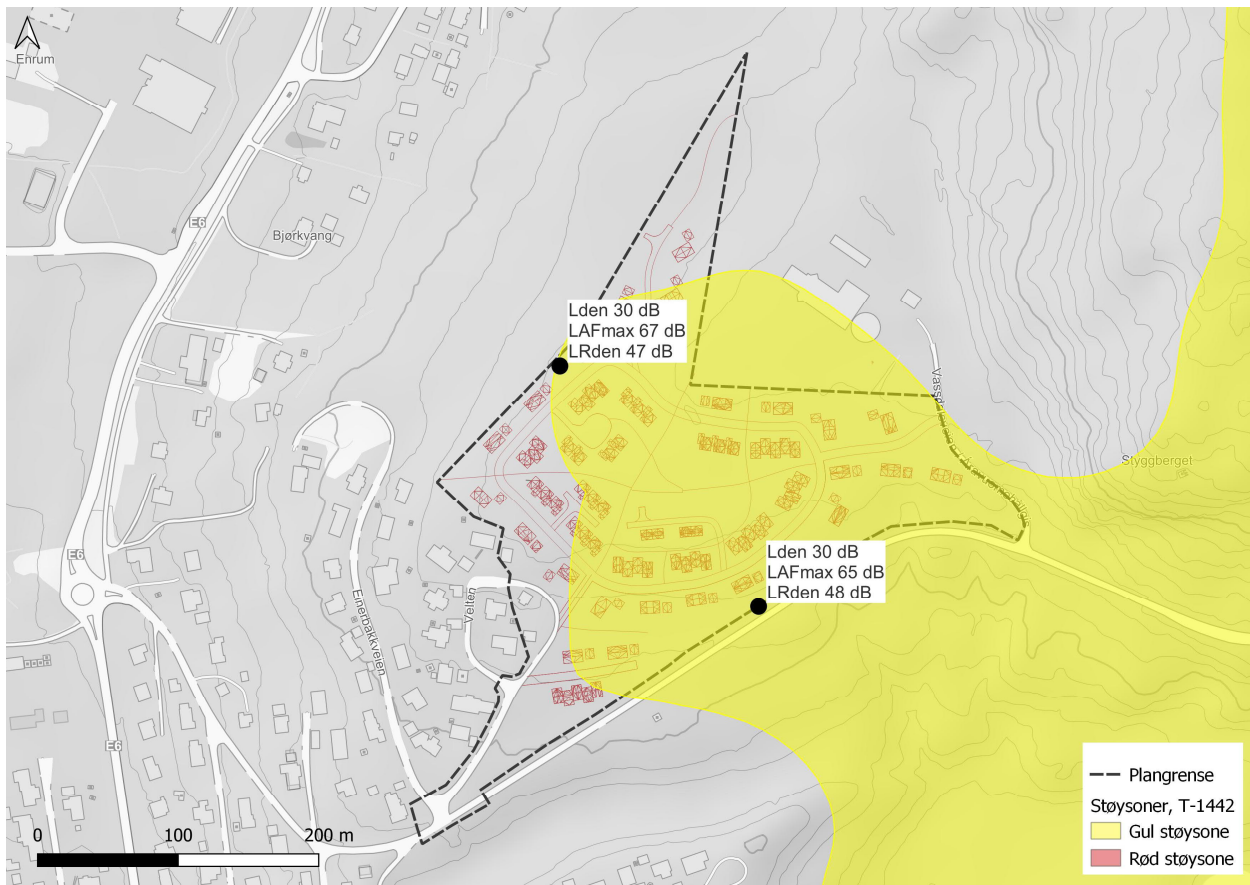 Enrum
E6
Bjørkvang
Lden 30 dB
LAFmax 67 dB
LRden 47 dB
Styggberget
E6
Einerbakkveien
Velten
Lden 30 dB
LAFmax 65 dB
LRden 48 dB
E6
Plangrense
Støysoner, T-1442
Gul støysone
Rød støysone
0 100 200 m